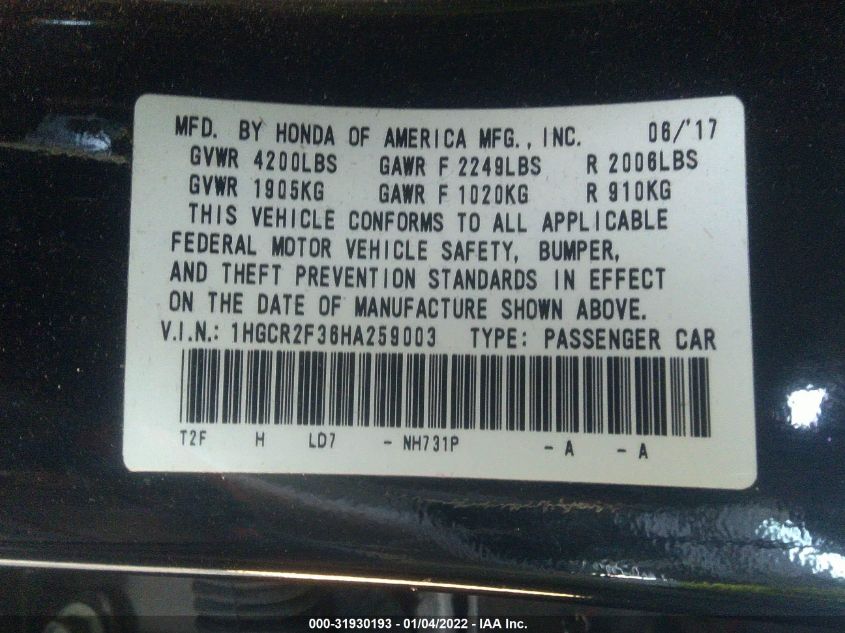 MFD. BY HONDA OF AMERICA MFG., INC. 06/'17
GVWR 4200LBS GAWR F 2249LBS R 2006LBS
GVWR 1905KG GAWR F 1020KG R 910KG
THIS VEHICLE CONFORMS TO ALL APPLICABLE
FEDERAL MOTOR VEHICLE SAFETY, BUMPER,
AND THEFT PREVENTION STANDARDS IN EFFECT
ON THE DATE OF MANUFACTURE SHOWN ABOVE.
V.I.N.: 1HGCR2F36HA259003 TYPE: PASSENGER CAR
T2F H LD7 - NH731P - A - A
000-31930193 - 01/04/2022 - IAA Inc.